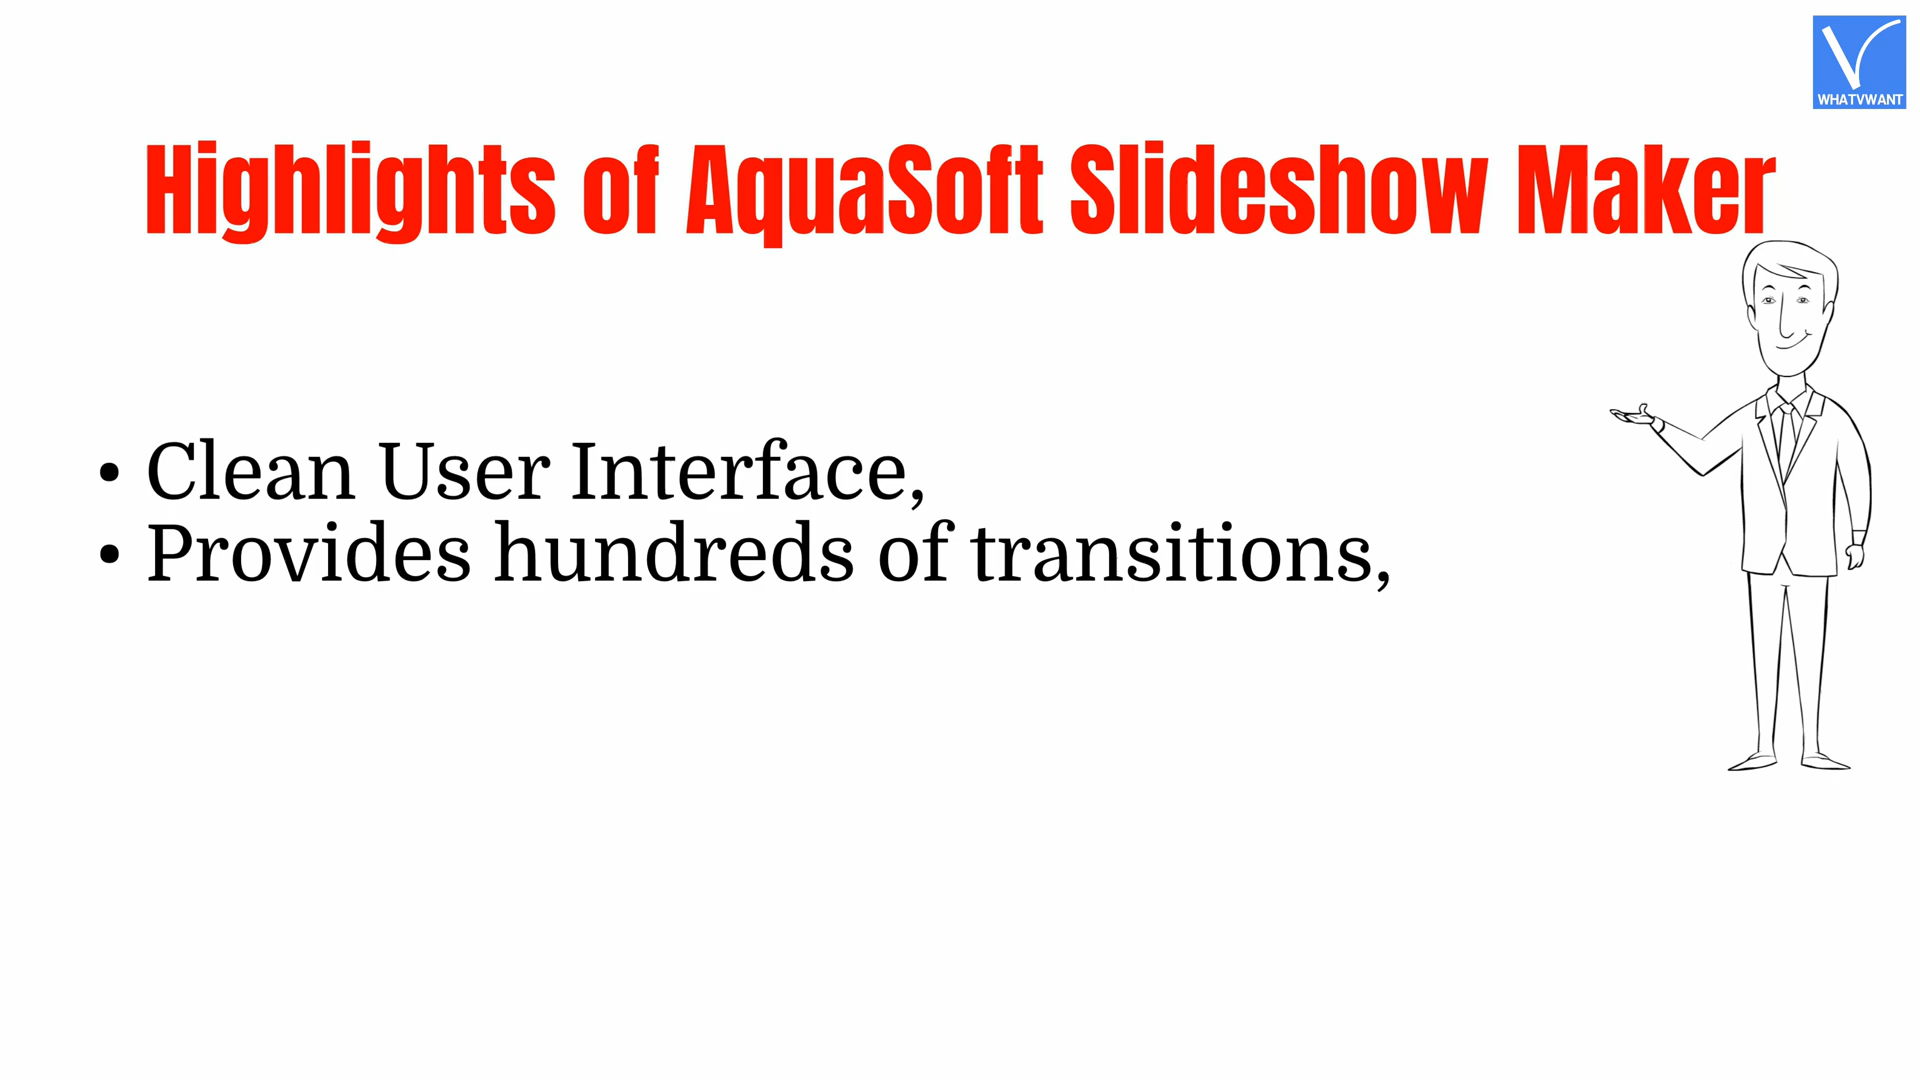 WHATVWANT
Highlights of AquaSoft Slideshow Maker
• Clean User Interface,
• Provides hundreds of transitions,